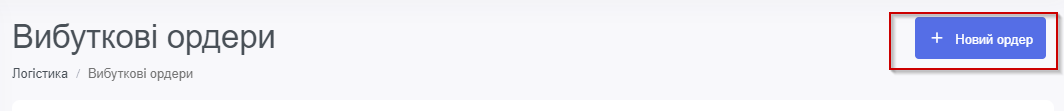 Вибуткові ордери
+ Новий ордер
Логістика / Вибуткові ордери